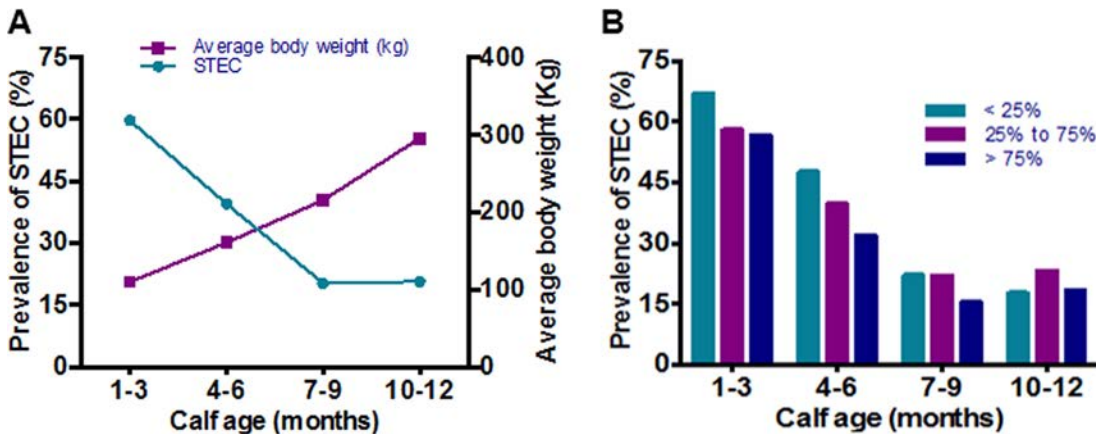 A
Average body weight (kg)
STEC
Prevalence of STEC (%)
75
60
45
30
15
0
400
300
200
100
0
Average body weight (Kg)
1-3 4-6 7-9 10-12
Calf age (months)
B
< 25%
25% to 75%
> 75%
Prevalence of STEC (%)
75
60
45
30
15
0
1-3 4-6 7-9 10-12
Calf age (months)